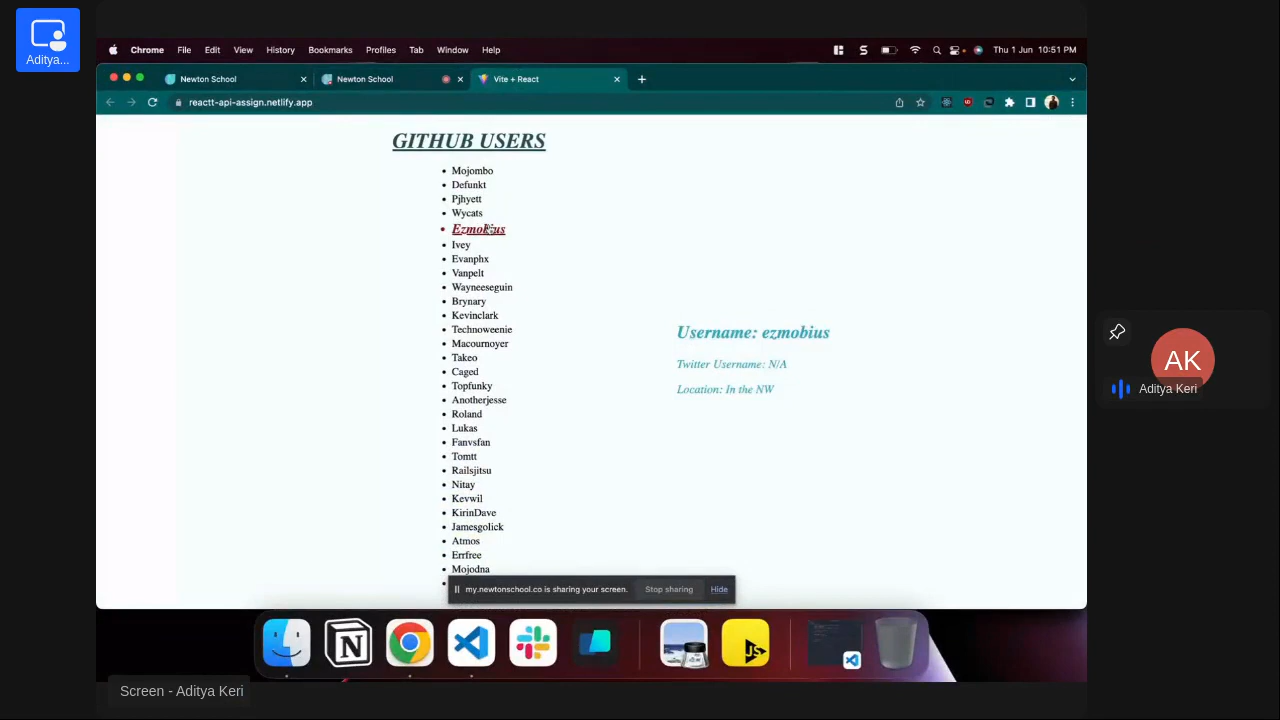 Aditya...
Chrome File Edit View History Bookmarks Profiles Tab Window Help
Thu 1 Jun 10:51 PM
Newton School
Newton School
Vite + React
reactt-api-assign.netlify.app
GITHUB USERS
Mojombo
Defunkt
Pjhyett
Wycats
Ezmobius
Ivey
Evanphx
Vanpelt
Wayneeseguin
Brynary
Kevinclark
Technoweenie
Macournoyer
Takeo
Caged
Topfunky
Anotherjesse
Roland
Lukas
Fanvsfan
Tomtt
Railsjitsu
Nitay
Kevwil
KirinDave
Jamesgolick
Atmos
Errfree
Mojodna
Username: ezmobius
Twitter Username: N/A
Location: In the NW
my.newtonschool.co is sharing your screen.
Stop sharing
Hide
AK
Aditya Keri
JS
Screen - Aditya Keri